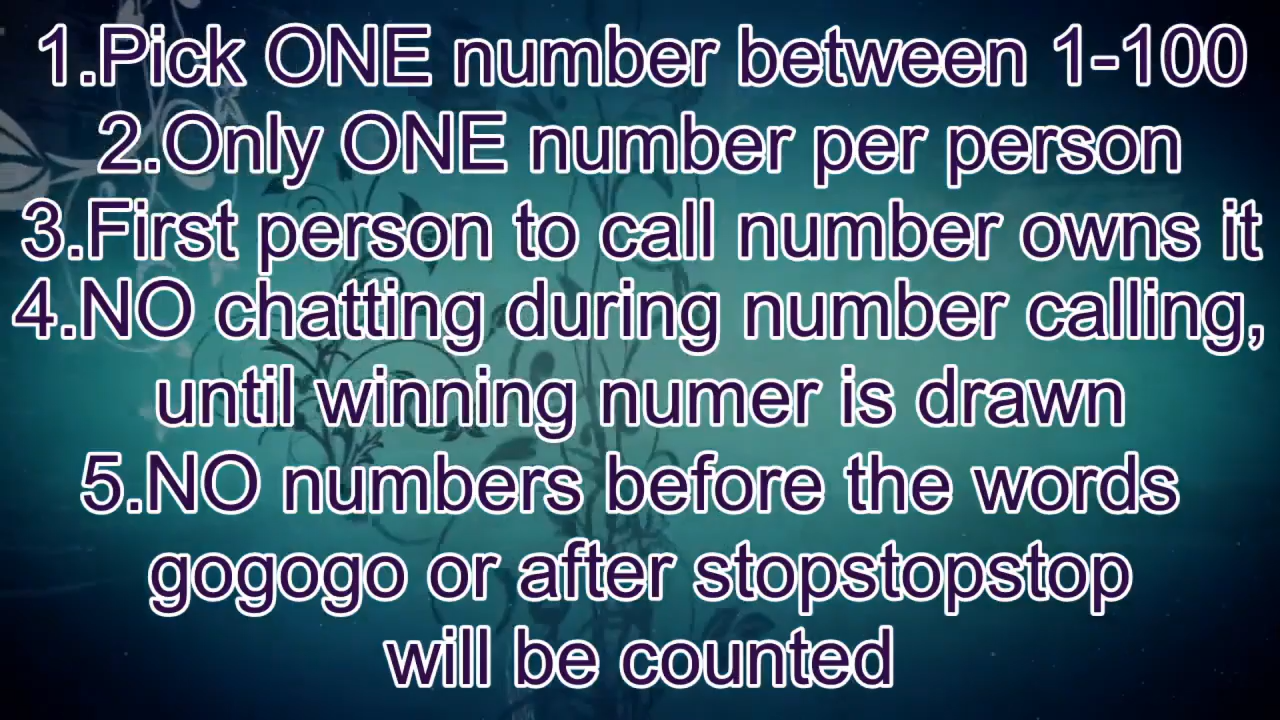 1.Pick ONE number between 1-100
2.Only ONE number per person
3.First person to call number owns it
4.NO chatting during number calling,
until winning numer is drawn
5.NO numbers before the words
gogogo or after stopstopstop
will be counted